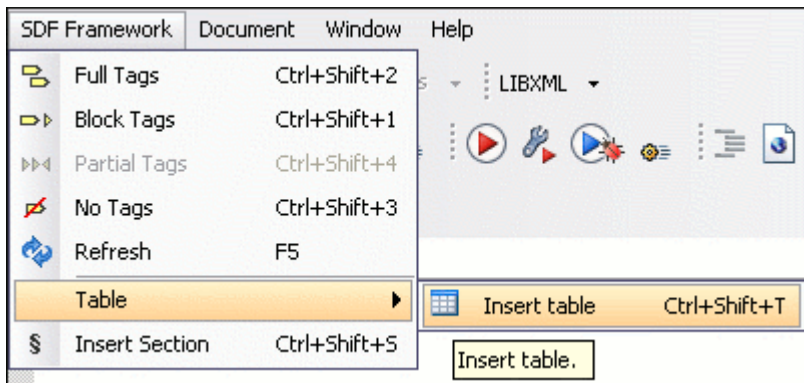 SDF Framework Document Window Help
Full Tags Ctrl+Shift+2
s LIBXML
Block Tags Ctrl+Shift+1
Partial Tags Ctrl+Shift+4
No Tags Ctrl+Shift+3
Refresh F5
Table Insert table Ctrl+Shift+T
§ Insert Section Ctrl+Shift+S
Insert table.